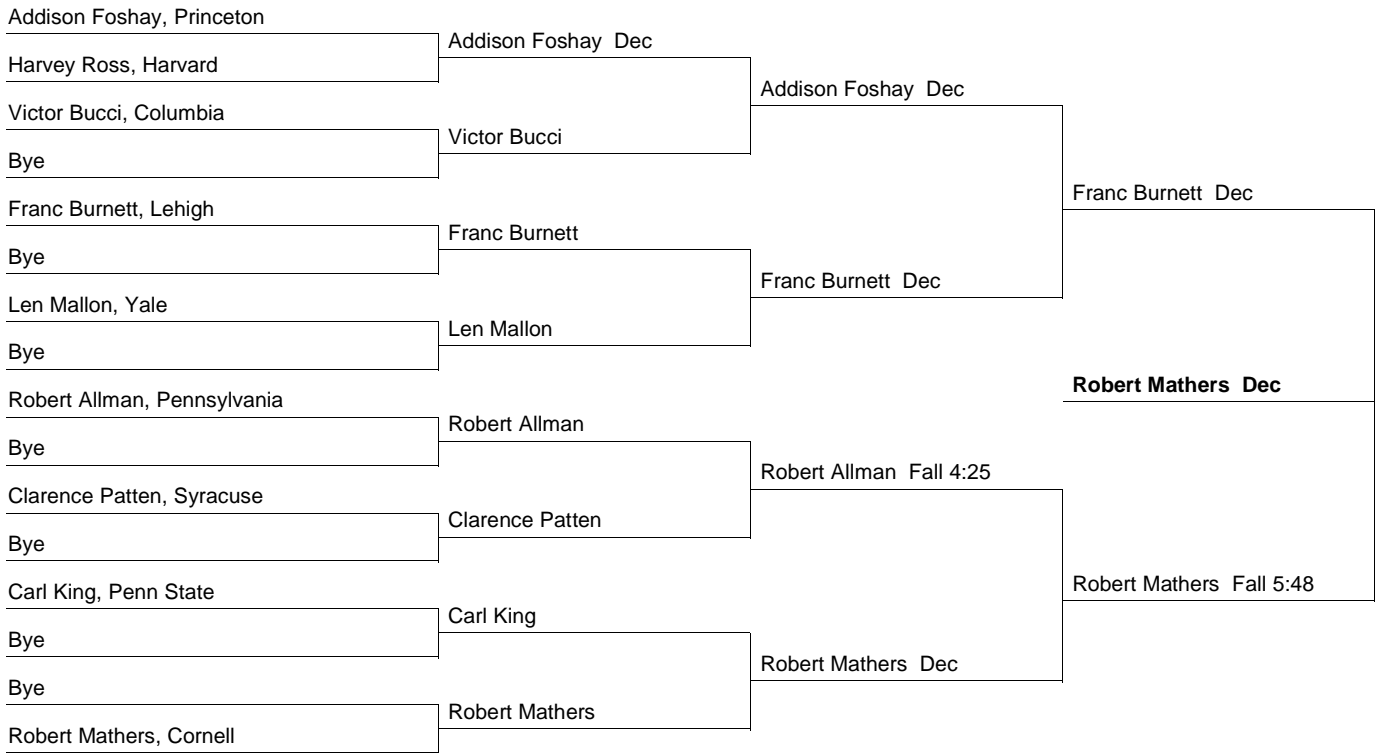 Addison Foshay, Princeton
Harvey Ross, Harvard
Victor Bucci, Columbia
Bye
Franc Burnett, Lehigh
Bye
Len Mallon, Yale
Bye
Robert Allman, Pennsylvania
Bye
Clarence Patten, Syracuse
Bye
Carl King, Penn State
Bye
Bye
Robert Mathers, Cornell
Addison Foshay Dec
Victor Bucci
Franc Burnett
Len Mallon
Robert Allman
Clarence Patten
Carl King
Robert Mathers
Addison Foshay Dec
Franc Burnett Dec
Robert Allman Fall 4:25
Robert Mathers Dec
Franc Burnett Dec
Robert Mathers Dec
Robert Mathers Fall 5:48